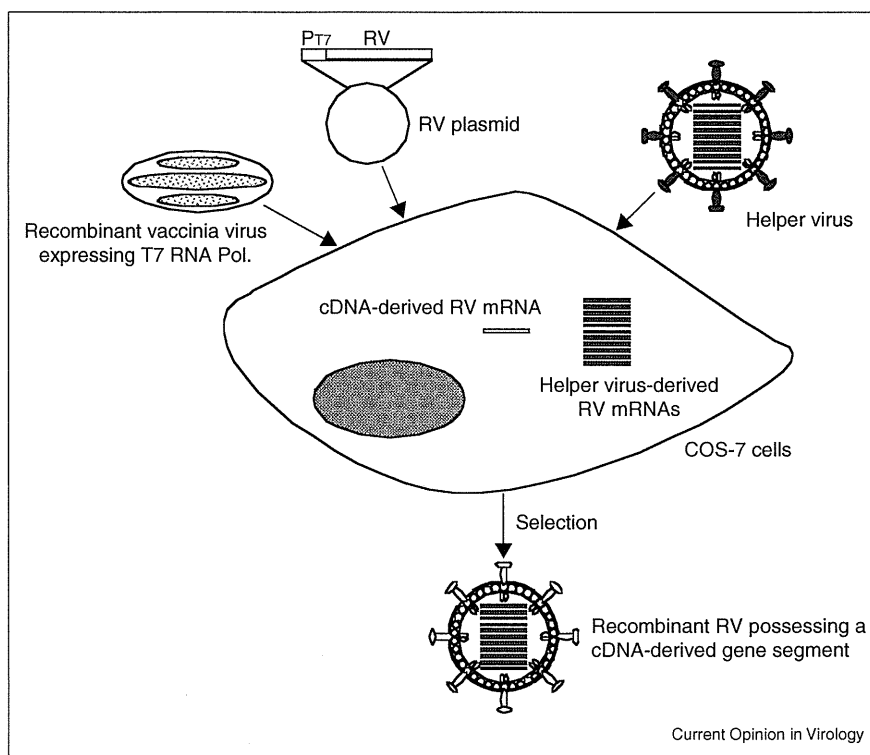 PT7 RV
RV plasmid
Helper virus
Recombinant vaccinia virus
expressing T7 RNA Pol.
cDNA-derived RV mRNA
Helper virus-derived
RV mRNAs
COS-7 cells
Selection
Recombinant RV possessing a
cDNA-derived gene segment
Current Opinion in Virology